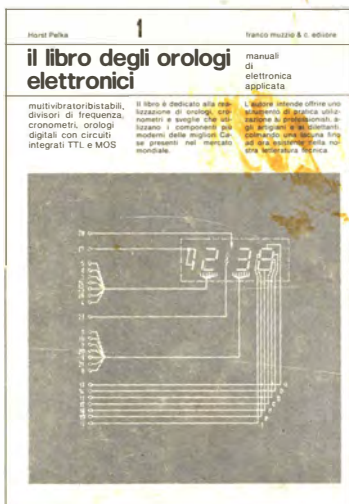 Horst Pelka
1
franco muzzio & c. editore
il libro degli orologi
elettronici
manuali
di
elettronica
applicata
multivibratori bistabili,
divisori di frequenza,
cronometri, orologi
digitali con circuiti
integrati TTL e MOS
Il libro è dedicato alla rea-
lizzazione di orologi, cro-
nometri e sveglie che uti-
lizzano i componenti più
moderni delle migliori Ca-
se presenti nel mercato
mondiale.
L'autore intende offrire uno
strumento di pratica utiliz-
zazione ai professionisti, a-
gli artigiani e ai dilettanti,
colmando una lacuna fino
ad ora esistente nella no-
stra letteratura tecnica.
42 38